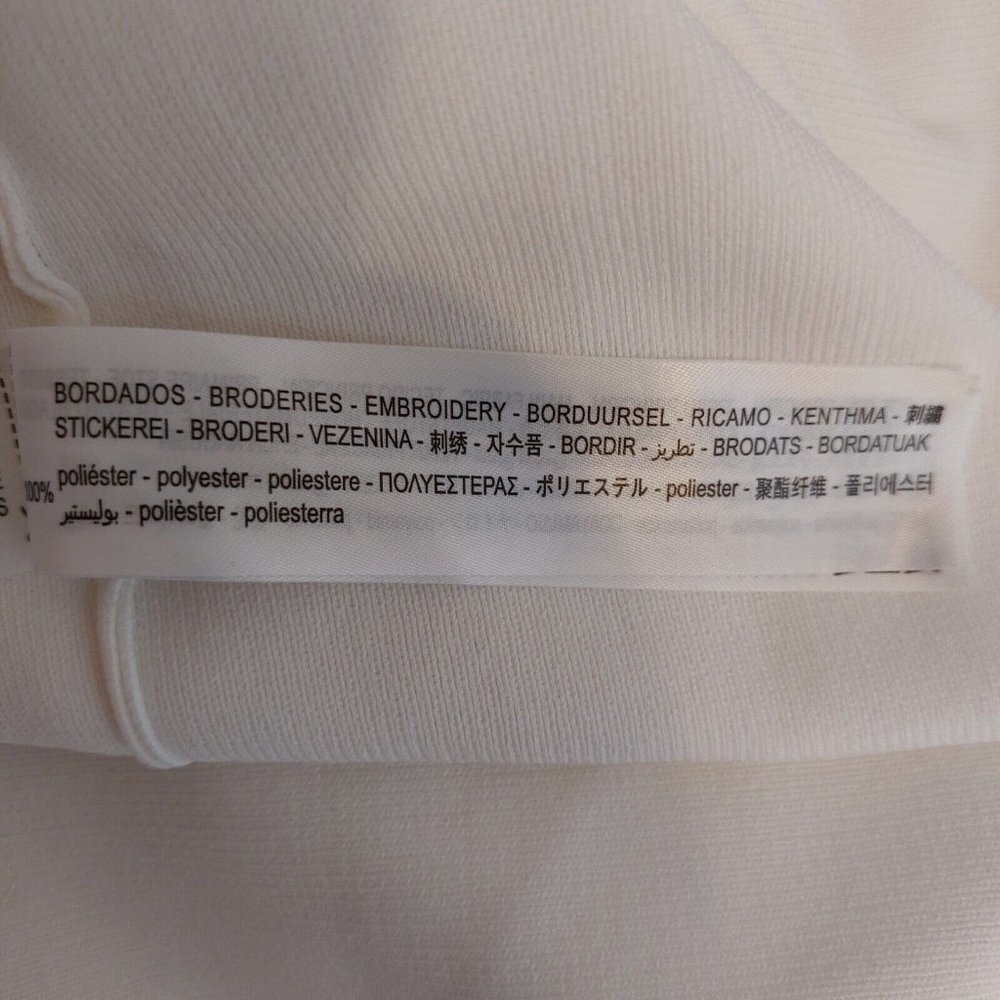 BORDADOS - BRODERIES - EMBROIDERY - BORDUURSEL - RICAMO - KENTHMA - 刺繍
STICKEREI - BRODERI - VEZENINA - 刺绣 - 자수품 - BORDIR - تطريز - BRODATS - BORDATUAK
100% poliéster - polyester - poliestere - ΠΟΛΥΕΣΤΕΡΑΣ - ポリエステル - poliester - 聚酯纤维 - 폴리에스터
بوليستير - polièster - poliesterra